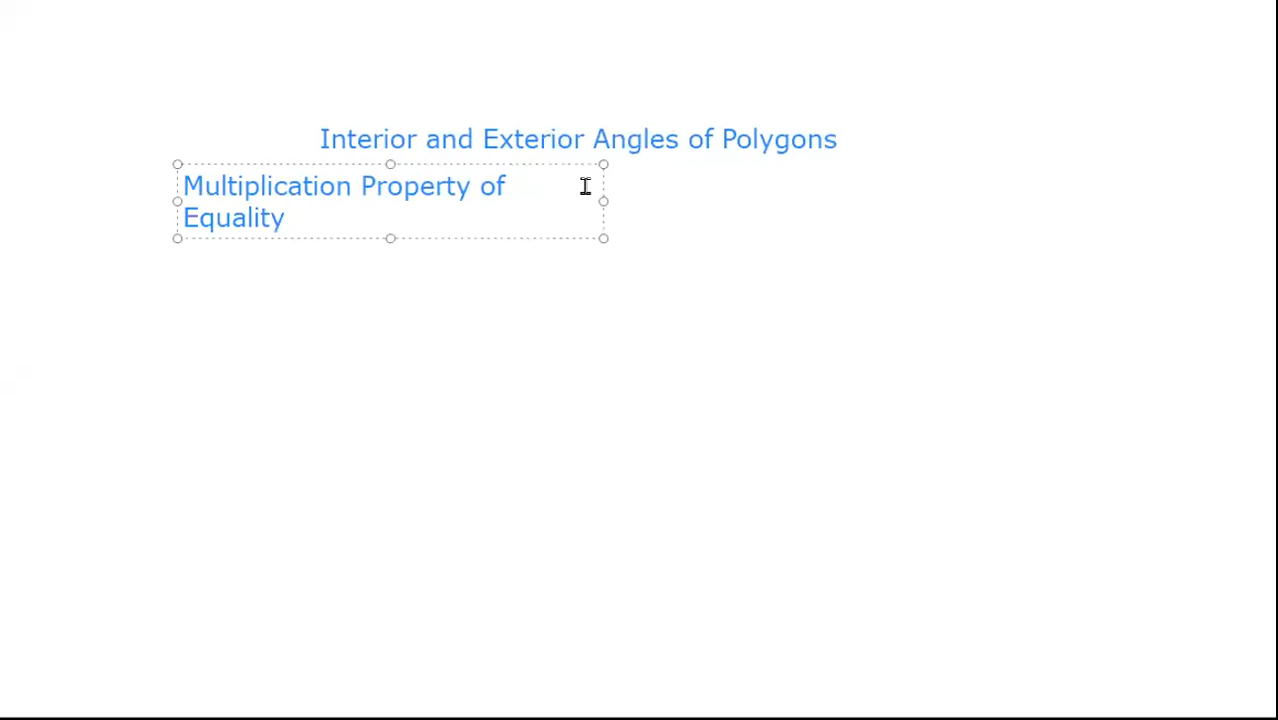 Interior and Exterior Angles of Polygons
Multiplication Property of
Equality